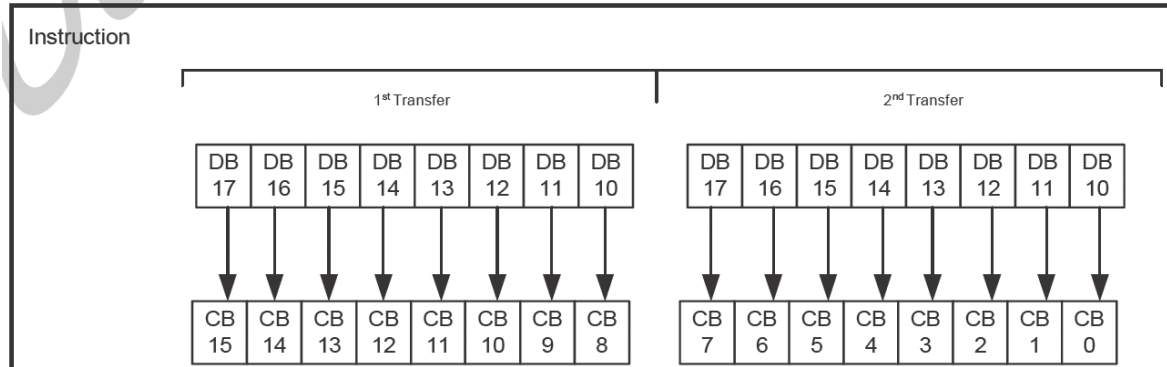 Instruction
1st Transfer 2nd Transfer
DB DB DB DB DB DB DB DB DB DB DB DB DB DB DB DB
17 16 15 14 13 12 11 10 17 16 15 14 13 12 11 10
CB CB CB CB CB CB CB CB CB CB CB CB CB CB CB CB
15 14 13 12 11 10 9 8 7 6 5 4 3 2 1 0